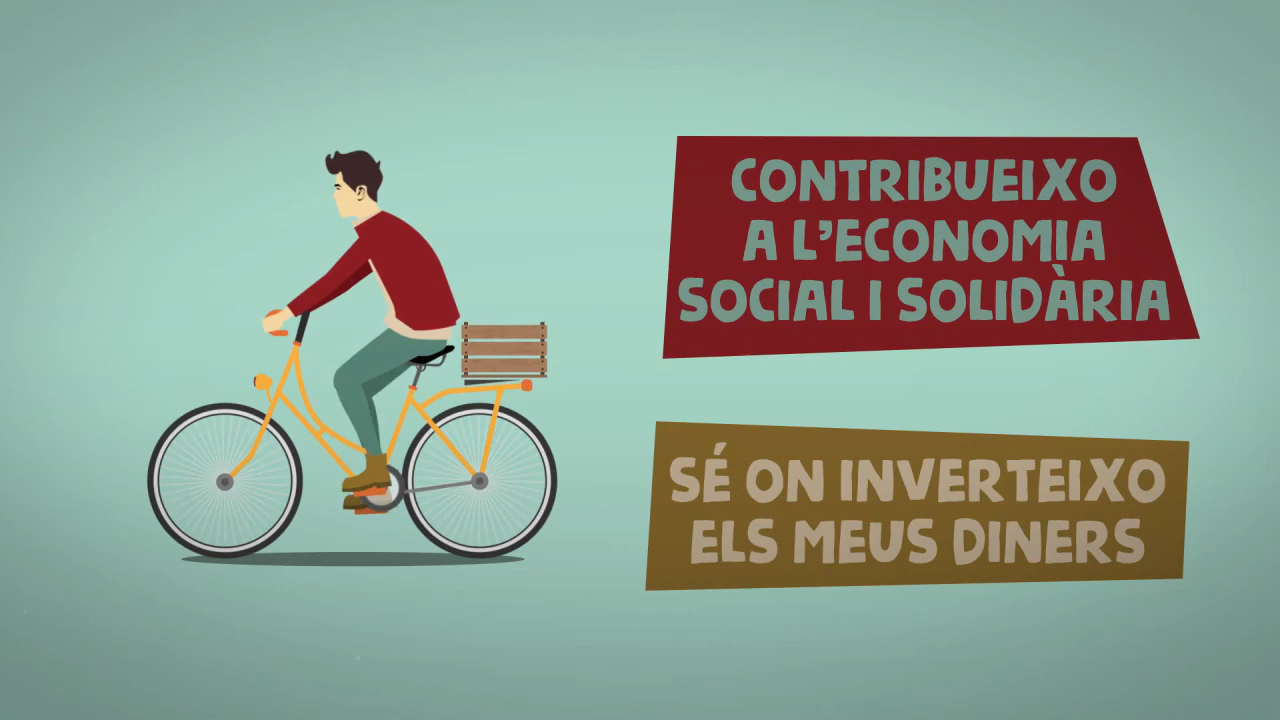 CONTRIBUEIXO
A L'ECONOMIA
SOCIAL I SOLIDÀRIA
SÉ ON INVERTEIXO
ELS MEUS DINERS